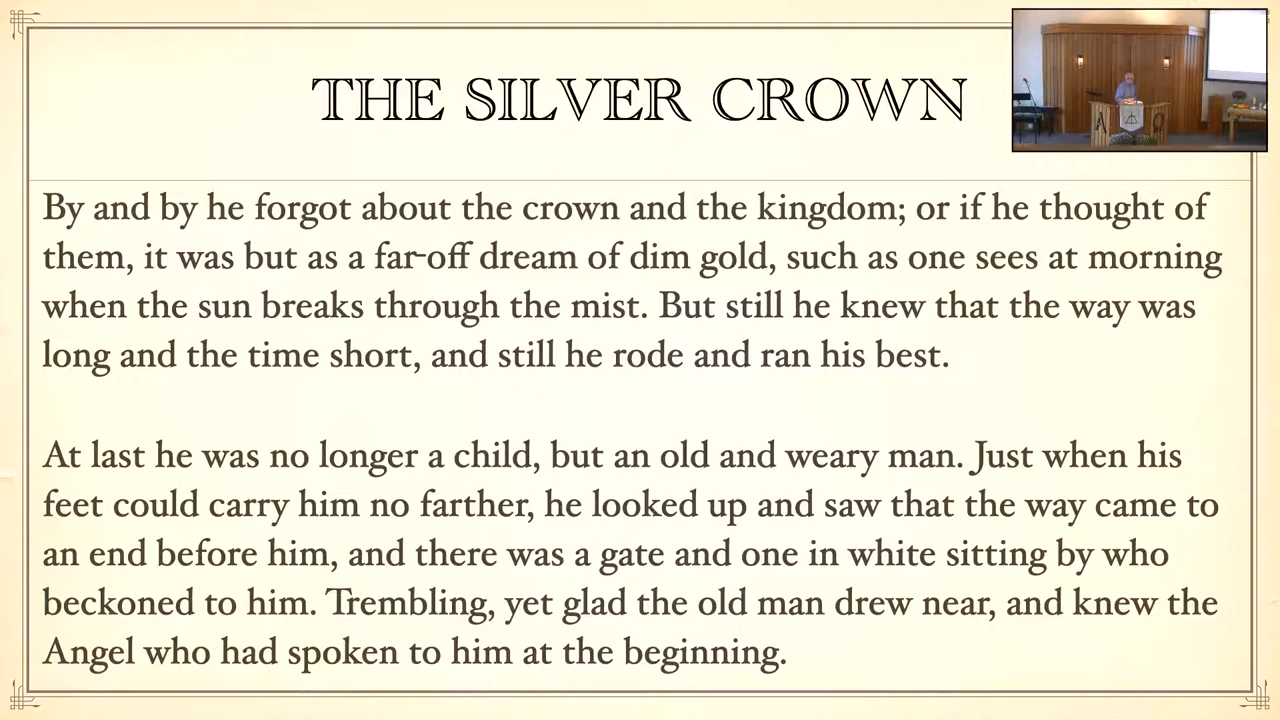 THE SILVER CROWN
By and by he forgot about the crown and the kingdom; or if he thought of
them, it was but as a far-off dream of dim gold, such as one sees at morning
when the sun breaks through the mist. But still he knew that the way was
long and the time short, and still he rode and ran his best.
At last he was no longer a child, but an old and weary man. Just when his
feet could carry him no farther, he looked up and saw that the way came to
an end before him, and there was a gate and one in white sitting by who
beckoned to him. Trembling, yet glad the old man drew near, and knew the
Angel who had spoken to him at the beginning.